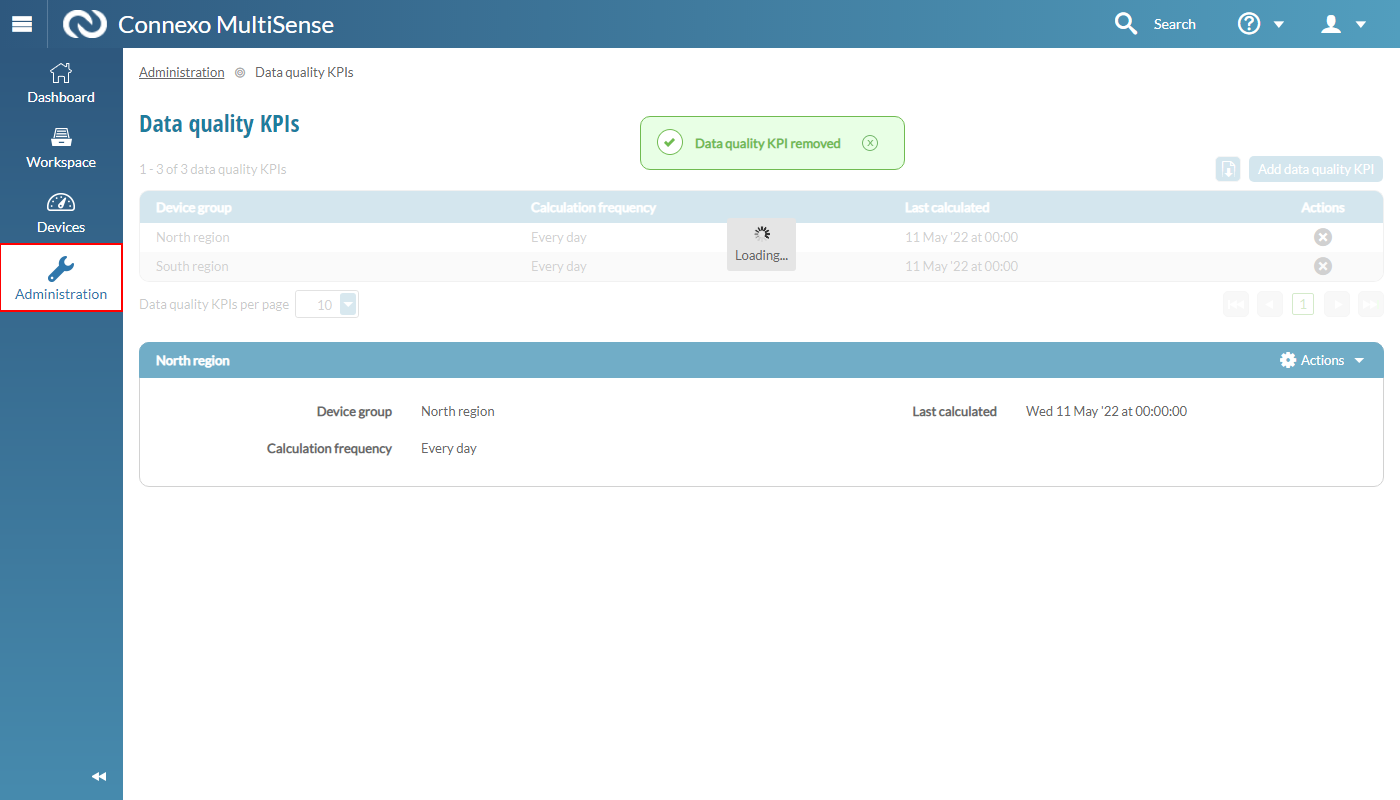 Connexo MultiSense
Search
Dashboard
Workspace
Devices
Administration
Administration Data quality KPIs
Data quality KPIs
Data quality KPI removed
1 - 3 of 3 data quality KPIs
Add data quality KPI
Device group Calculation frequency Last calculated Actions
North region Every day 11 May '22 at 00:00
South region Every day 11 May '22 at 00:00
Loading...
Data quality KPIs per page 10
1
North region
Actions
Device group North region
Last calculated Wed 11 May '22 at 00:00:00
Calculation frequency Every day